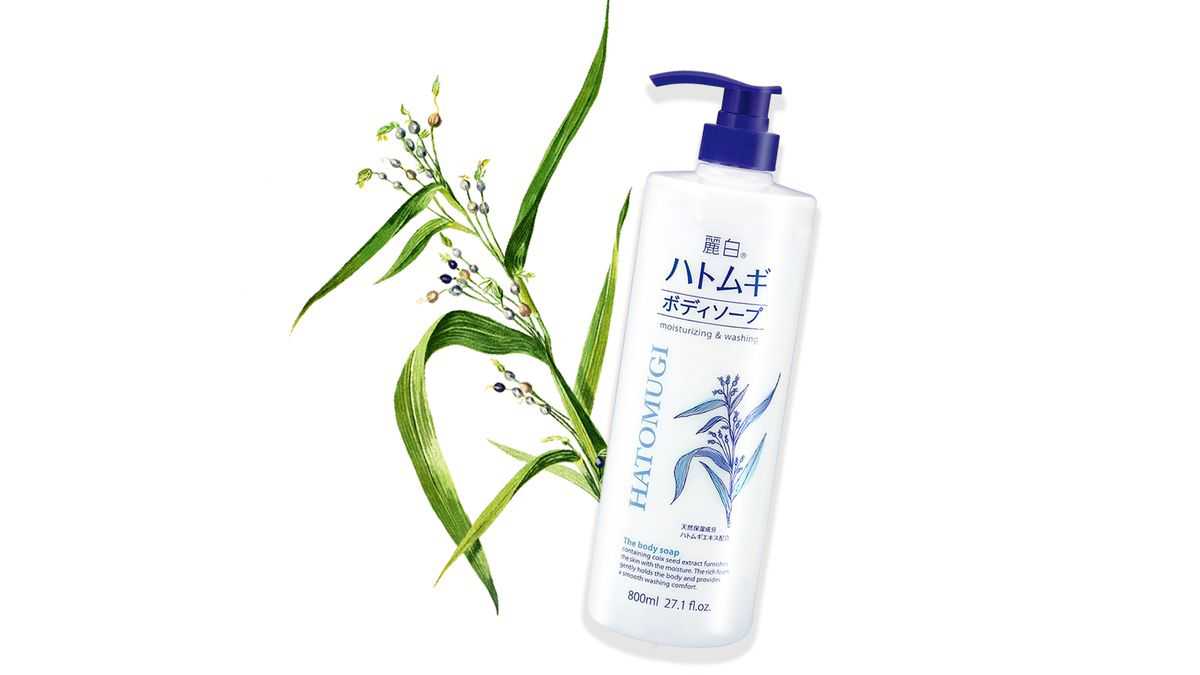 麗白®
ハトムギ
ボディソープ
moisturizing & washing
HATOMUGI
天然保湿成分
ハトムギエキス配合
The body soap
containing coix seed extract furnishes
the skin with the moisture. The rich foam
gently holds the body and provides
a smooth washing comfort.
800ml 27.1 fl.oz.